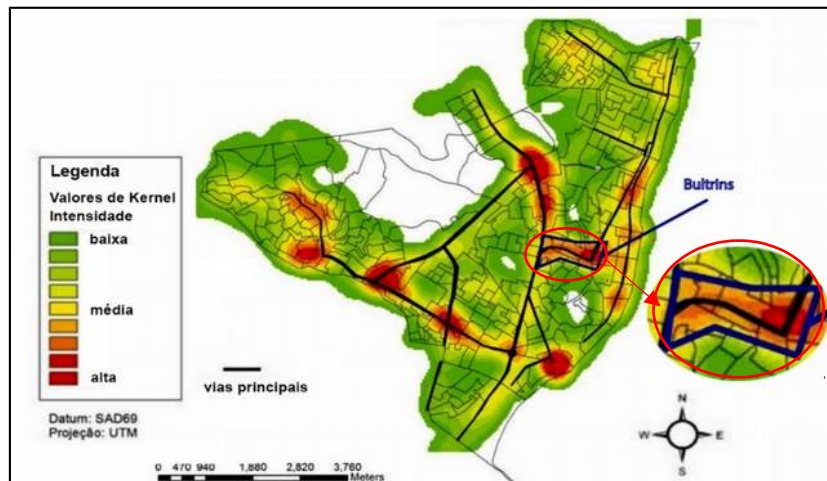 Bultrins
Legenda
Valores de Kernel
Intensidade
baixa
média
alta
vias principais
Datum: SAD69
Projeção: UTM
N
W E
S
0 470 940 1,880 2,820 3,760
Meters